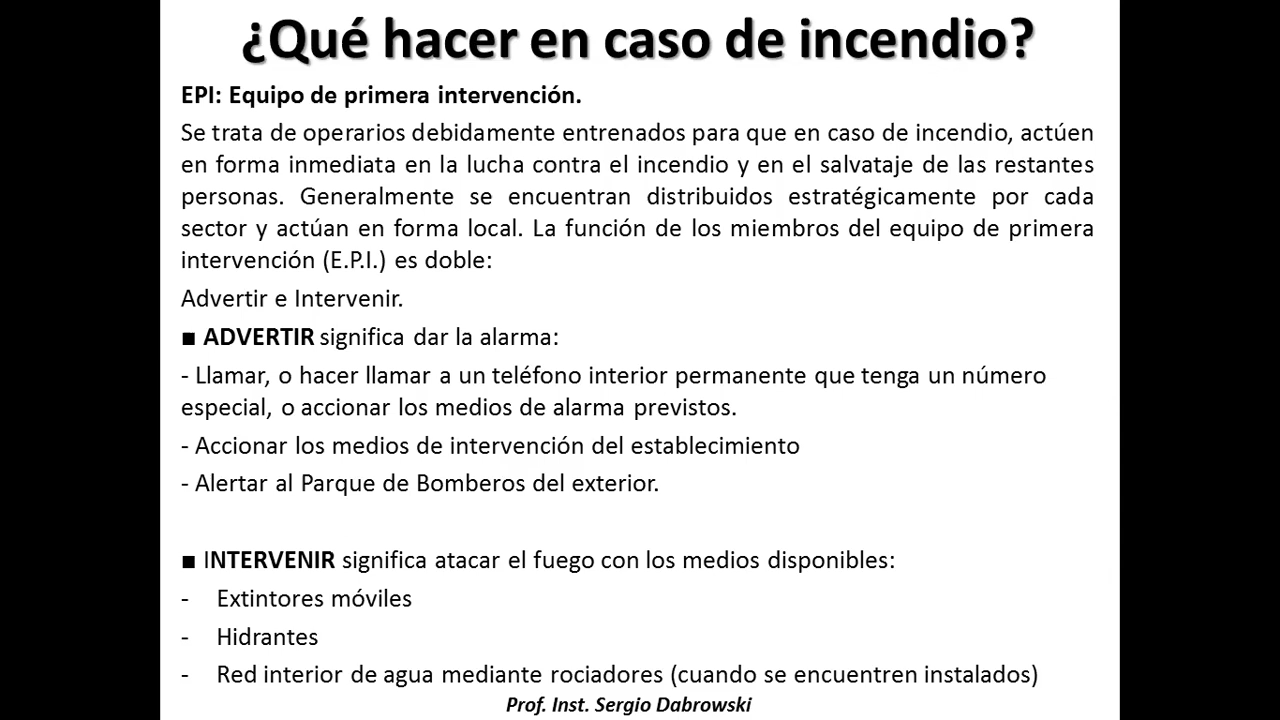 ¿Qué hacer en caso de incendio?
EPI: Equipo de primera intervención.
Se trata de operarios debidamente entrenados para que en caso de incendio, actúen
en forma inmediata en la lucha contra el incendio y en el salvataje de las restantes
personas. Generalmente se encuentran distribuidos estratégicamente por cada
sector y actúan en forma local. La función de los miembros del equipo de primera
intervención (E.P.I.) es doble:
Advertir e Intervenir.
■ ADVERTIR significa dar la alarma:
- Llamar, o hacer llamar a un teléfono interior permanente que tenga un número
especial, o accionar los medios de alarma previstos.
- Accionar los medios de intervención del establecimiento
- Alertar al Parque de Bomberos del exterior.
■ INTERVENIR significa atacar el fuego con los medios disponibles:
- Extintores móviles
- Hidrantes
- Red interior de agua mediante rociadores (cuando se encuentren instalados)
Prof. Inst. Sergio Dabrowski